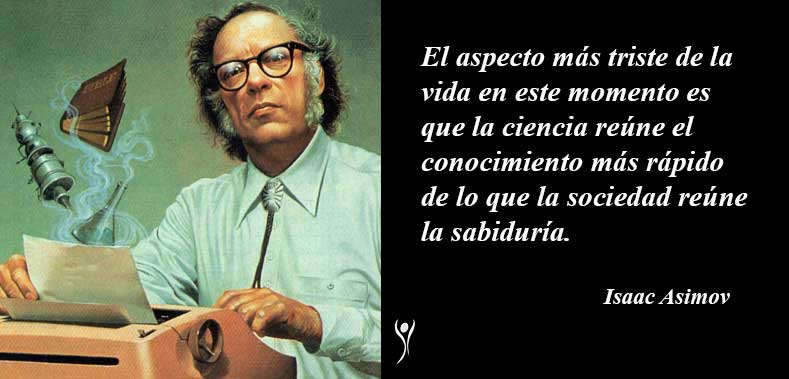 El aspecto más triste de la
vida en este momento es
que la ciencia reúne el
conocimiento más rápido
de lo que la sociedad reúne
la sabiduría.
Isaac Asimov